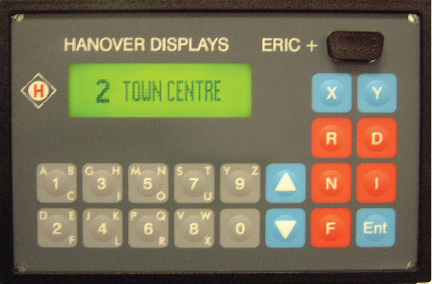 HANOVER DISPLAYS ERIC +
H
2 TOWN CENTRE
X Y
R D
A B 1 C G H 3 I M N 5 O S T 7 U Y Z 9 N I
D E 2 F J K 4 L P Q 6 R V W 8 X 0 F Ent